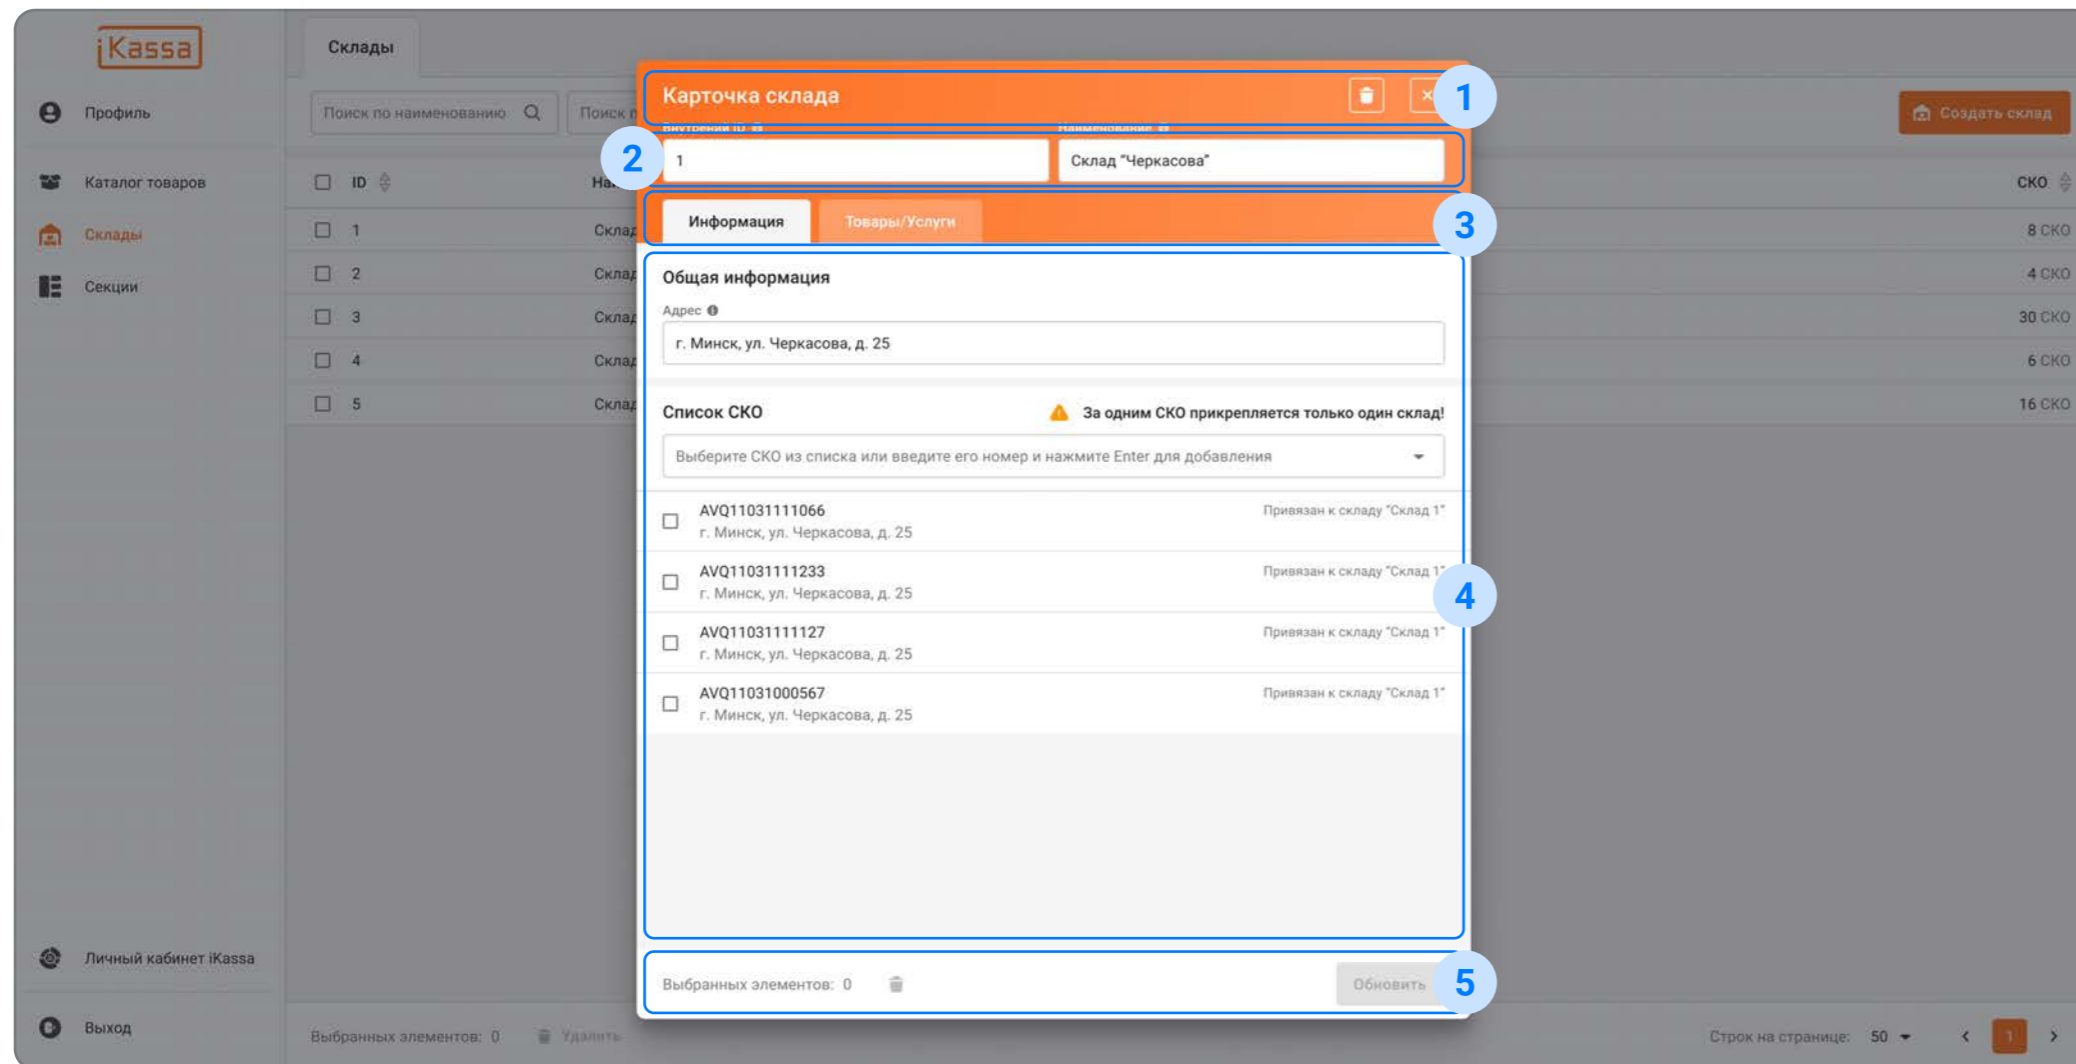 iKassa
Склады
Профиль
Каталог товаров
Склады
Секции
Личный кабинет iKassa
Выход
Поиск по наименованию
Поиск п
Создать склад
ID
На
СКО
1
Склад
8 СКО
2
Склад
4 СКО
3
Склад
30 СКО
4
Склад
6 СКО
5
Склад
16 СКО
Карточка склада
1
Внутрений ID
Наименование
2
1
Склад "Черкасова"
Информация
Товары/Услуги
3
Общая информация
Адрес
г. Минск, ул. Черкасова, д. 25
Список СКО
За одним СКО прикрепляется только один склад!
Выберите СКО из списка или введите его номер и нажмите Enter для добавления
AVQ11031111066
Привязан к складу "Склад 1"
г. Минск, ул. Черкасова, д. 25
AVQ11031111233
Привязан к складу "Склад 1"
г. Минск, ул. Черкасова, д. 25
4
AVQ11031111127
Привязан к складу "Склад 1"
г. Минск, ул. Черкасова, д. 25
AVQ11031000567
Привязан к складу "Склад 1"
г. Минск, ул. Черкасова, д. 25
Выбранных элементов: 0
Обновить
5
Выбранных элементов: 0
Удалить
Строк на странице: 50
1